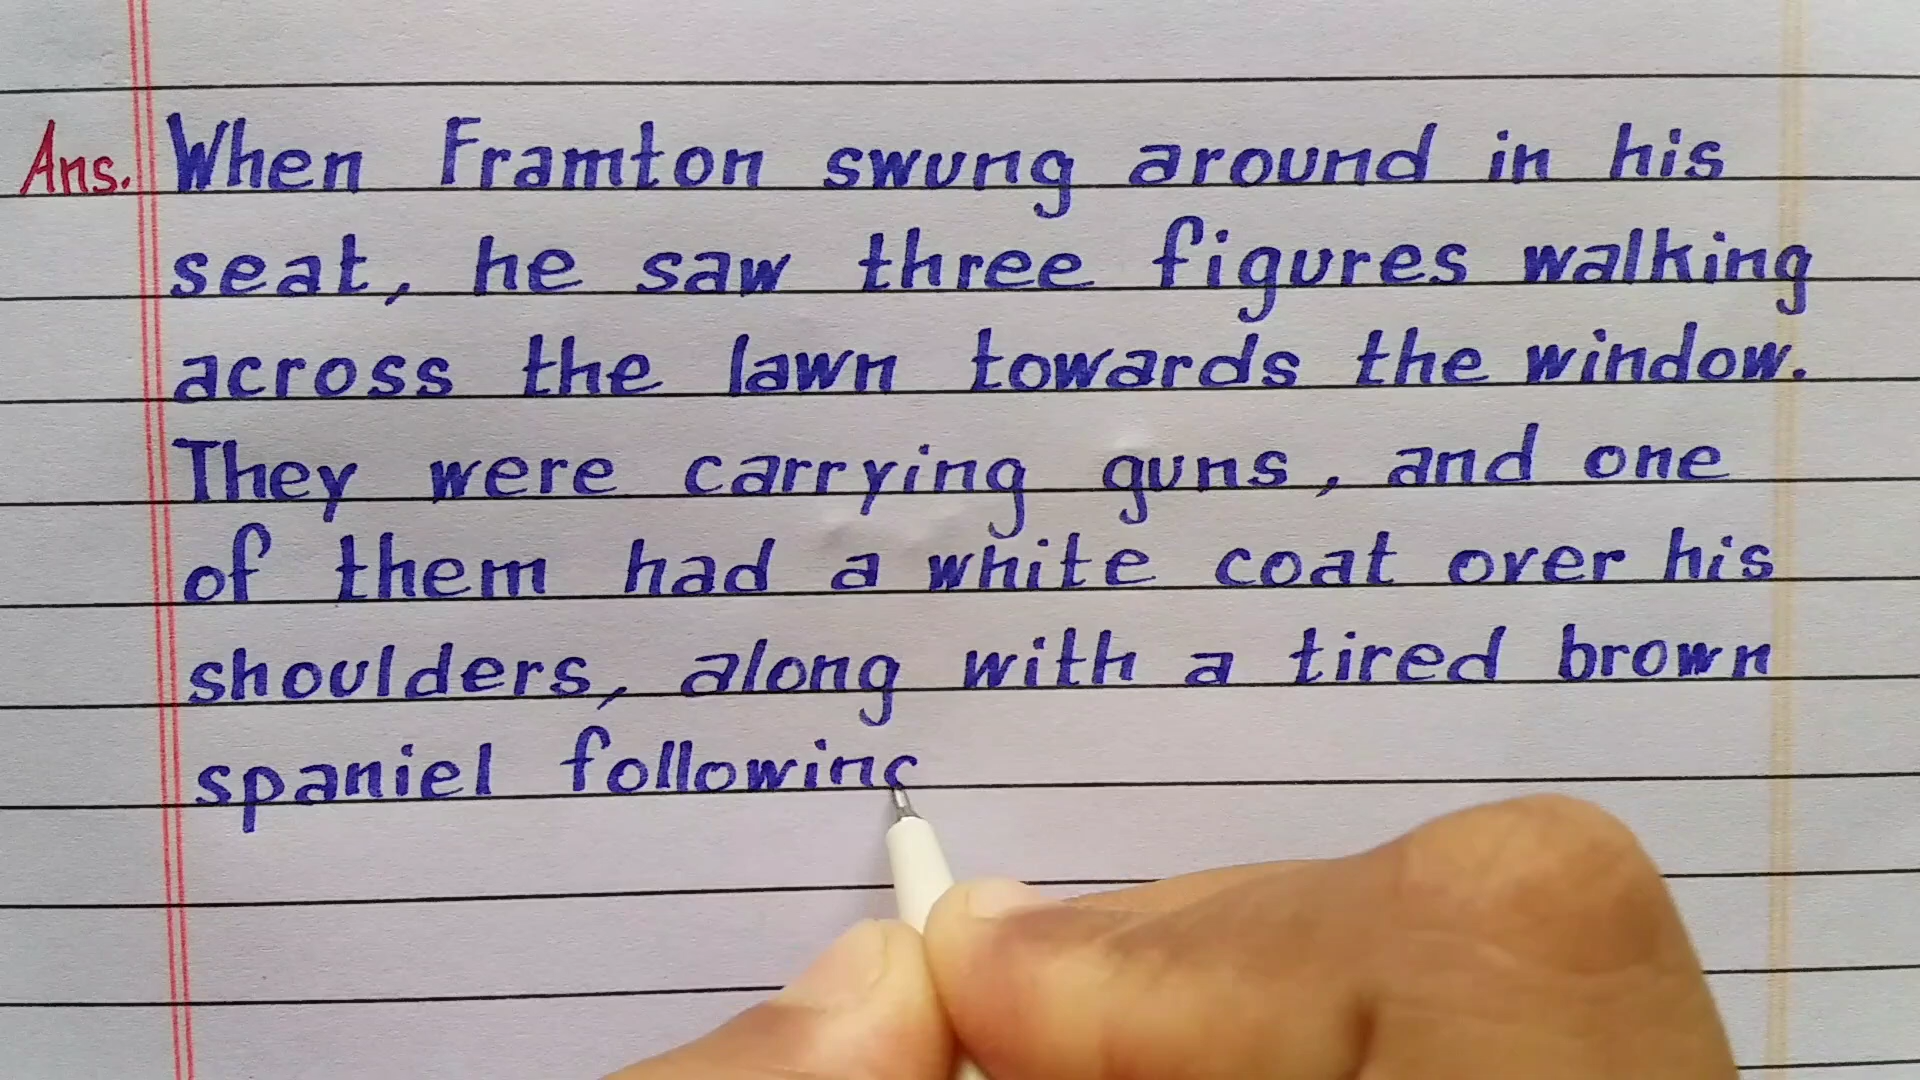 Ans. When Framton swung around in his
seat, he saw three figures walking
across the lawn towards the window.
They were carrying guns, and one
of them had a white coat over his
shoulders, along with a tired brown
spaniel followinc